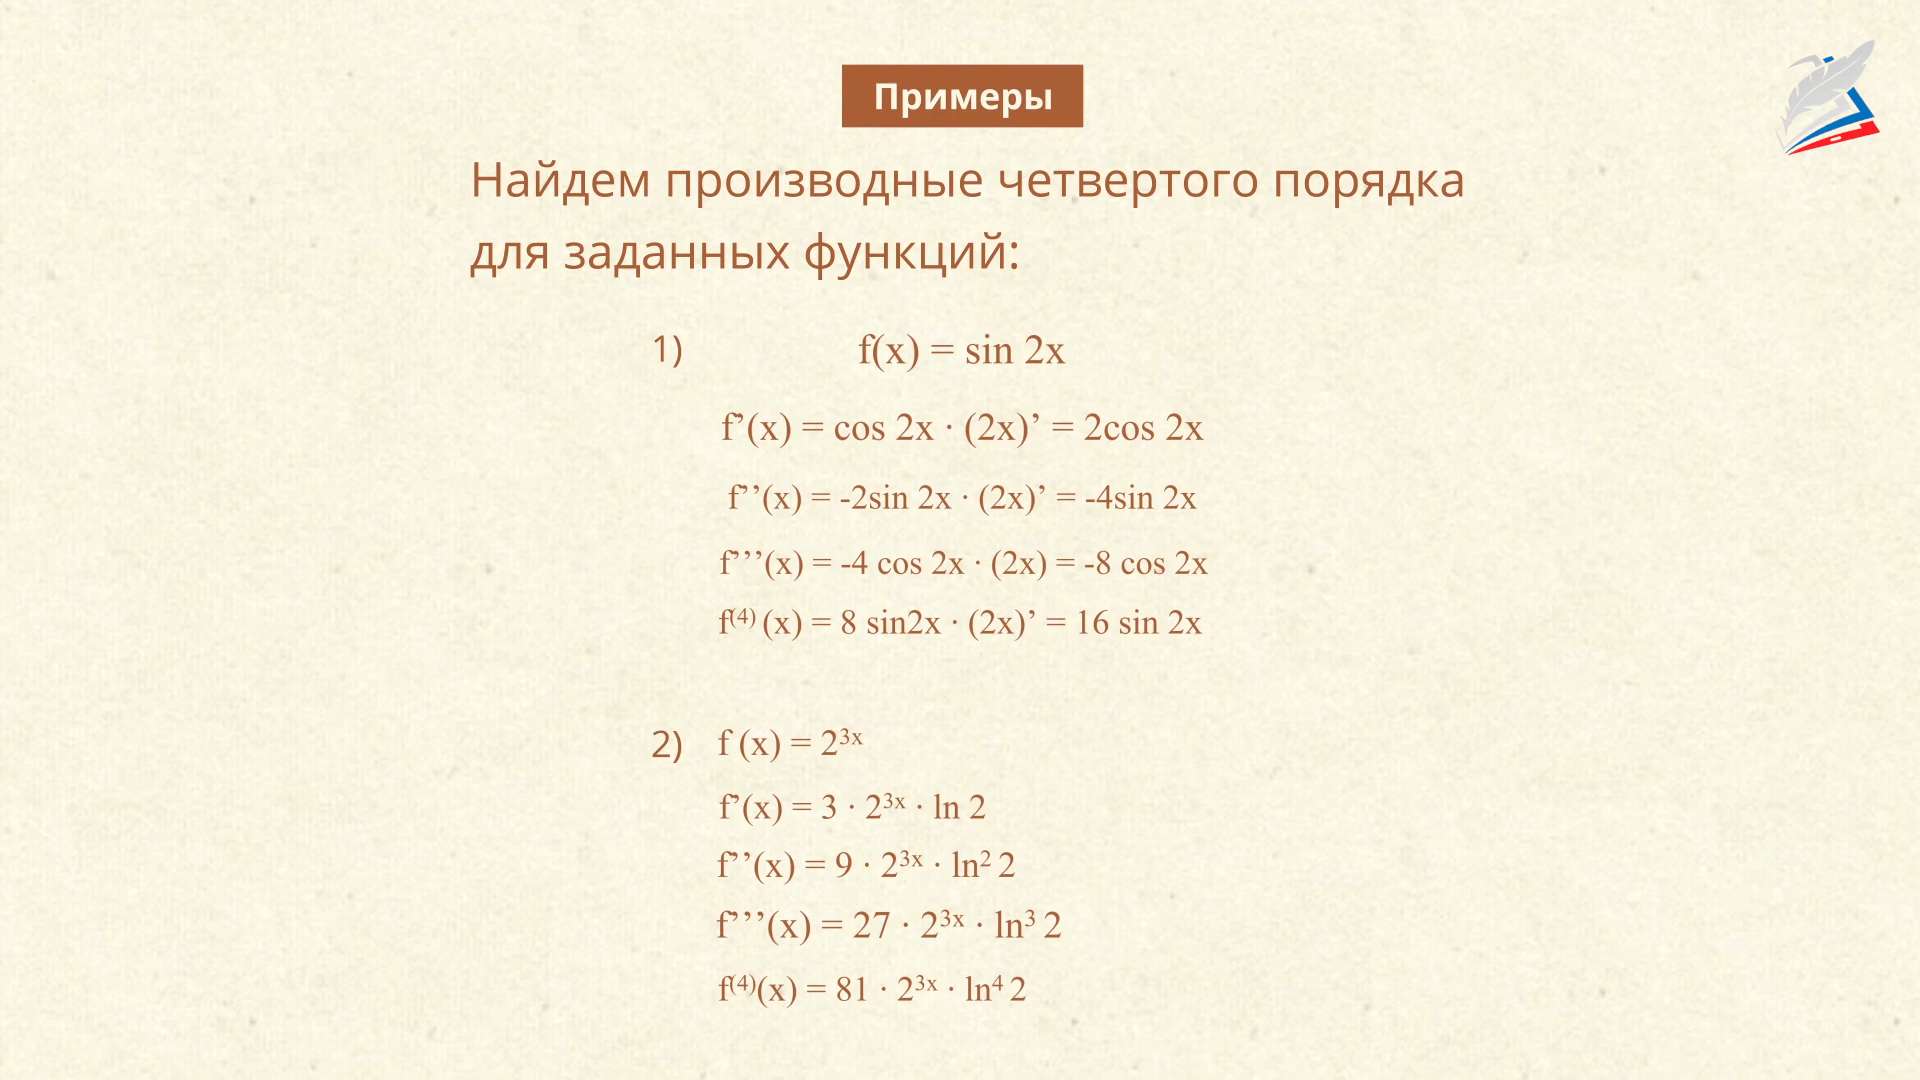 Примеры
Найдем производные четвертого порядка
для заданных функций:
1) f(x) = sin 2x
f’(x) = cos 2x · (2x)’ = 2cos 2x
f’’(x) = -2sin 2x · (2x)’ = -4sin 2x
f’’’(x) = -4 cos 2x · (2x) = -8 cos 2x
f⁽⁴⁾ (x) = 8 sin2x · (2x)’ = 16 sin 2x
2) f (x) = 2³ˣ
f’(x) = 3 · 2³ˣ · ln 2
f’’(x) = 9 · 2³ˣ · ln² 2
f’’’(x) = 27 · 2³ˣ · ln³ 2
f⁽⁴⁾(x) = 81 · 2³ˣ · ln⁴ 2